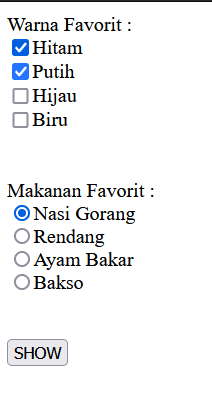 Warna Favorit :
Hitam
Putih
Hijau
Biru
Makanan Favorit :
Nasi Gorang
Rendang
Ayam Bakar
Bakso
SHOW